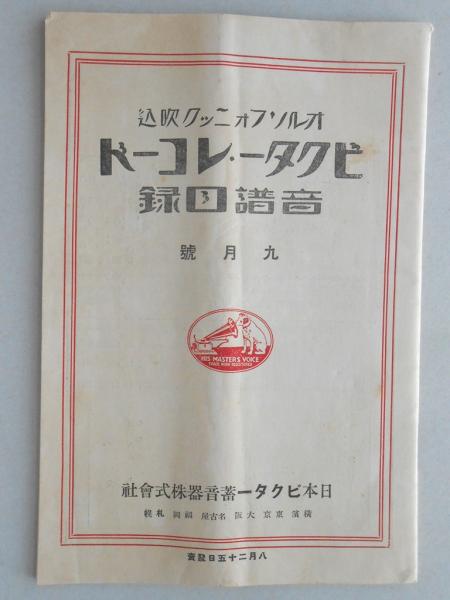 オルソフォニック吹込
ビクター・レコード
音譜目録
九月號
HIS MASTERS VOICE
日本ビクター蓄音器株式會社
橫濱 東京 大阪 名古屋 福岡 札幌
八月二十五日發賣